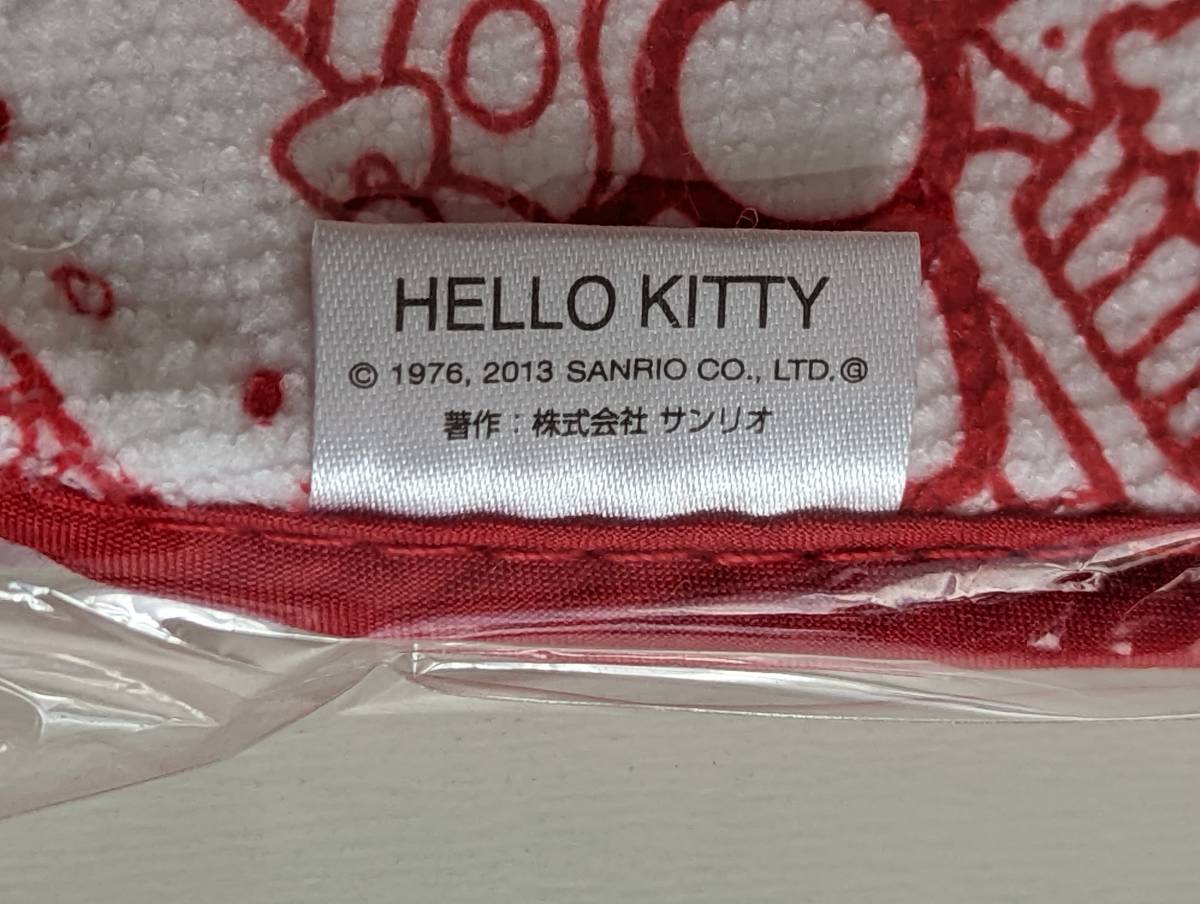 HELLO KITTY
© 1976, 2013 SANRIO CO., LTD. Ⓖ
著作：株式会社 サンリオ